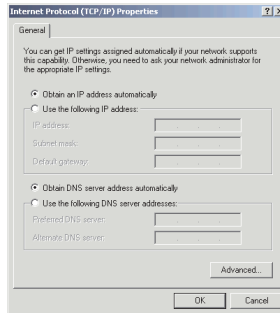 Internet Protocol (TCP/IP) Properties
General
You can get IP settings assigned automatically if your network supports
this capability. Otherwise, you need to ask your network administrator for
the appropriate IP settings.
Obtain an IP address automatically
Use the following IP address:
IP address:
Subnet mask:
Default gateway:
Obtain DNS server address automatically
Use the following DNS server addresses:
Preferred DNS server:
Alternate DNS server:
Advanced...
OK
Cancel